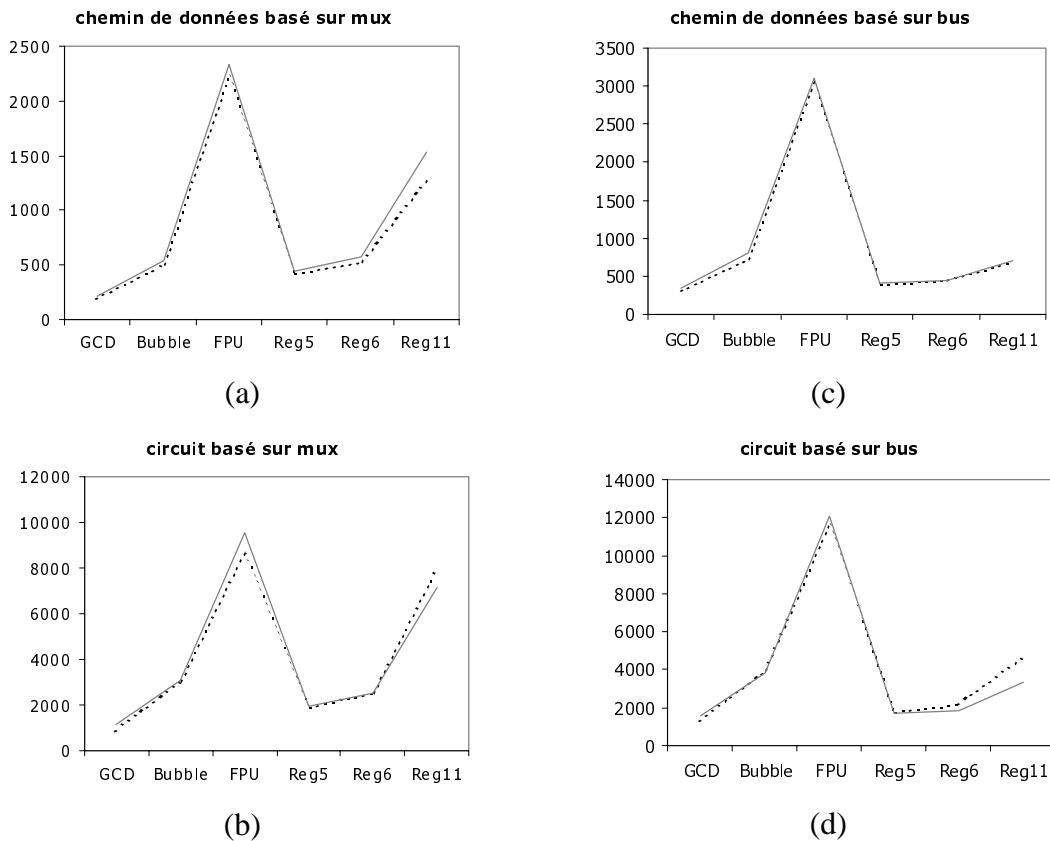 chemin de données basé sur mux
2500
2000
1500
1000
500
0
GCD Bubble FPU Reg5 Reg6 Reg11
(a)
chemin de données basé sur bus
3500
3000
2500
2000
1500
1000
500
0
GCD Bubble FPU Reg5 Reg6 Reg11
(c)
circuit basé sur mux
12000
10000
8000
6000
4000
2000
0
GCD Bubble FPU Reg5 Reg6 Reg11
(b)
circuit basé sur bus
14000
12000
10000
8000
6000
4000
2000
0
GCD Bubble FPU Reg5 Reg6 Reg11
(d)